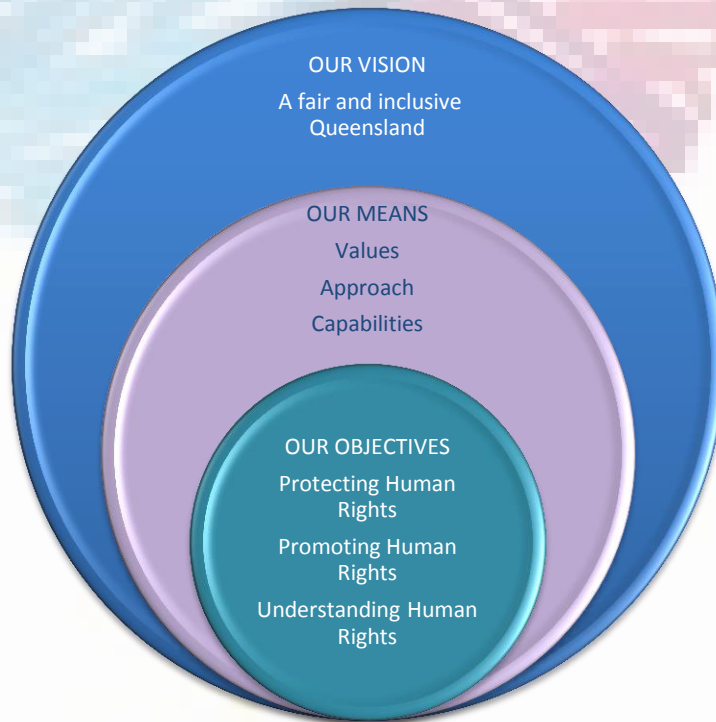 OUR VISION
A fair and inclusive
Queensland
OUR MEANS
Values
Approach
Capabilities
OUR OBJECTIVES
Protecting Human
Rights
Promoting Human
Rights
Understanding Human
Rights